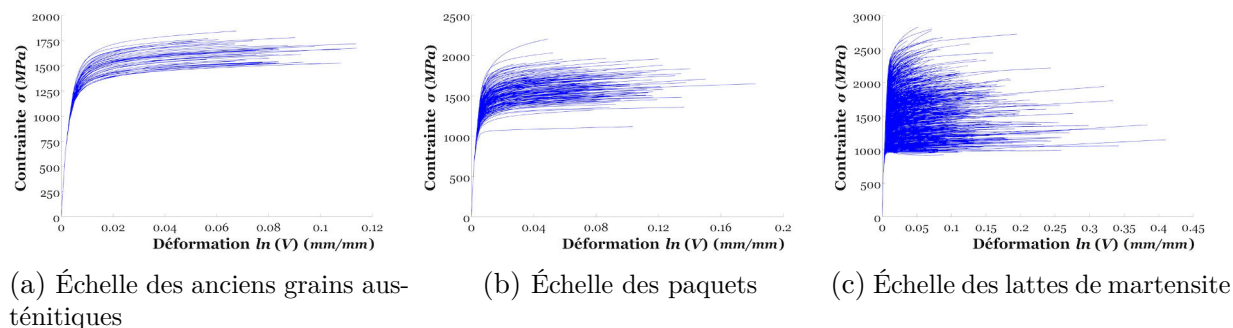 2000
1750
1500
1250
1000
750
500
250
0
Contrainte σ (MPa)
0 0.02 0.04 0.06 0.08 0.1 0.12
Déformation ln (V) (mm/mm)
(a) Échelle des anciens grains aus-
ténitiques
2500
2000
1500
1000
500
0
Contrainte σ (MPa)
0 0.04 0.08 0.12 0.16 0.2
Déformation ln (V) (mm/mm)
(b) Échelle des paquets
3000
2500
2000
1500
1000
500
0
Contrainte σ (MPa)
0 0.05 0.1 0.15 0.2 0.25 0.3 0.35 0.4 0.45
Déformation ln (V) (mm/mm)
(c) Échelle des lattes de martensite